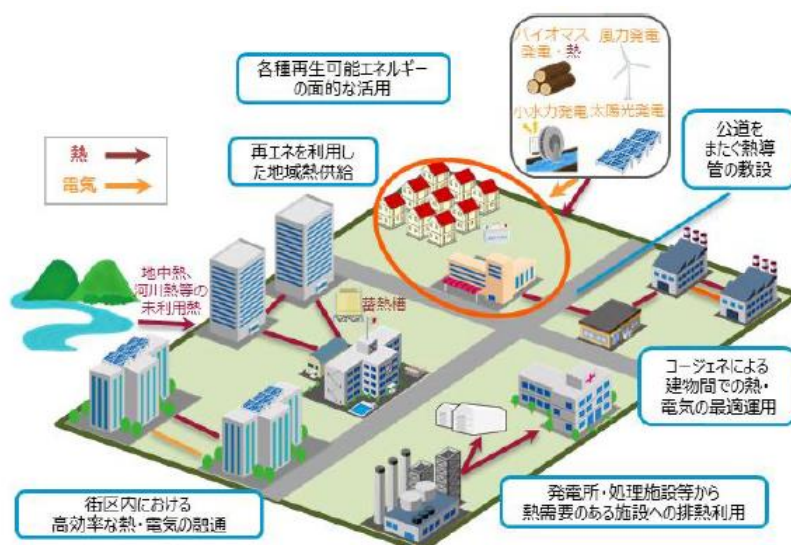 各種再生可能エネルギー
の面的な活用
バイオマス
発電・熱
風力発電
小水力発電
太陽光発電
公道を
またぐ熱導
管の敷設
熱
電気
再エネを利用し
た地域熱供給
地中熱、
河川熱等の
未利用熱
蓄熱槽
コージェネによる
建物間での熱・
電気の最適運用
街区内における
高効率な熱・電気の融通
発電所・処理施設等から
熱需要のある施設への排熱利用